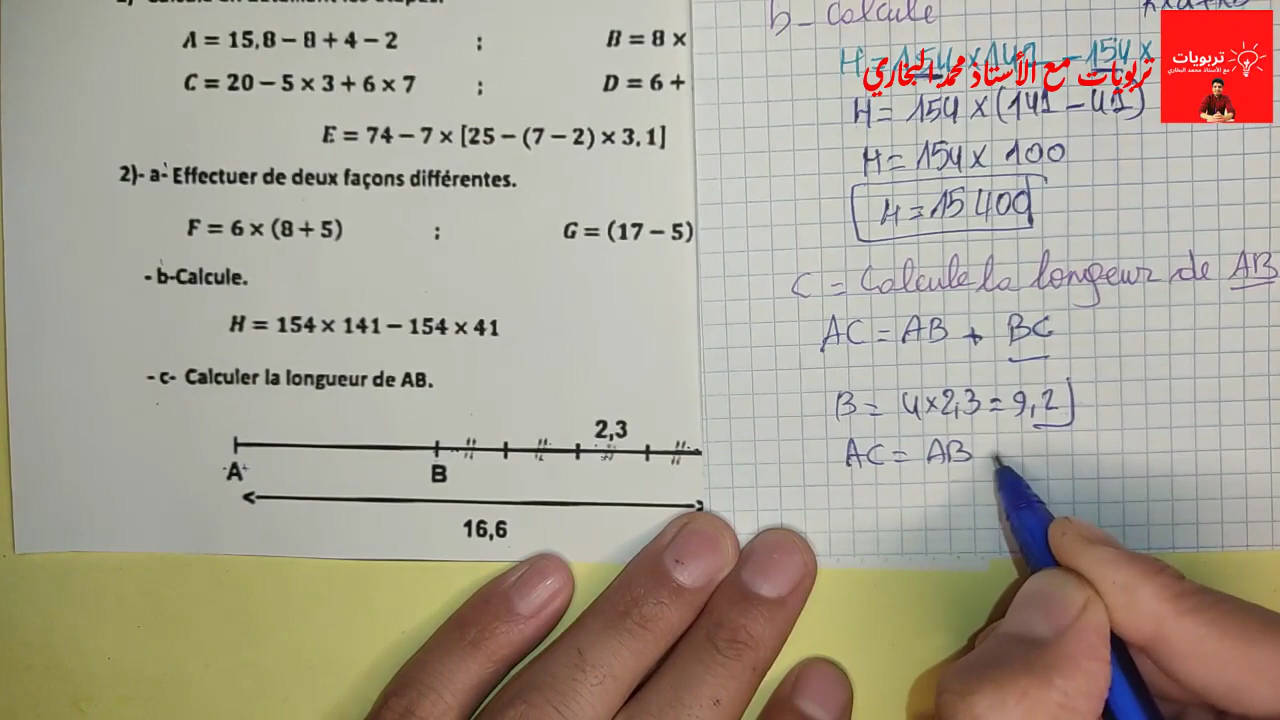 A = 15,8 − 8 + 4 − 2 ; B = 8 ×
C = 20 − 5 × 3 + 6 × 7 ; D = 6 +
E = 74 − 7 × [25 − (7 − 2) × 3,1]
2)- a- Effectuer de deux façons différentes.
F = 6 × (8 + 5) : G = (17 − 5)
- b-Calcule.
H = 154 × 141 − 154 × 41
- c- Calculer la longueur de AB.
2,3
A B
16,6
b - Calcule
H = 154 × 141 - 154 ×
H = 154 × (141 - 41)
H = 154 × 100
H = 15 400
C = Calcule la longeur de AB
AC = AB + BC
B = 4 × 2,3 = 9,2
AC = AB
تربويات مع الأستاذ محمد البخاري
تربويات
مع الأستاذ محمد البخاري